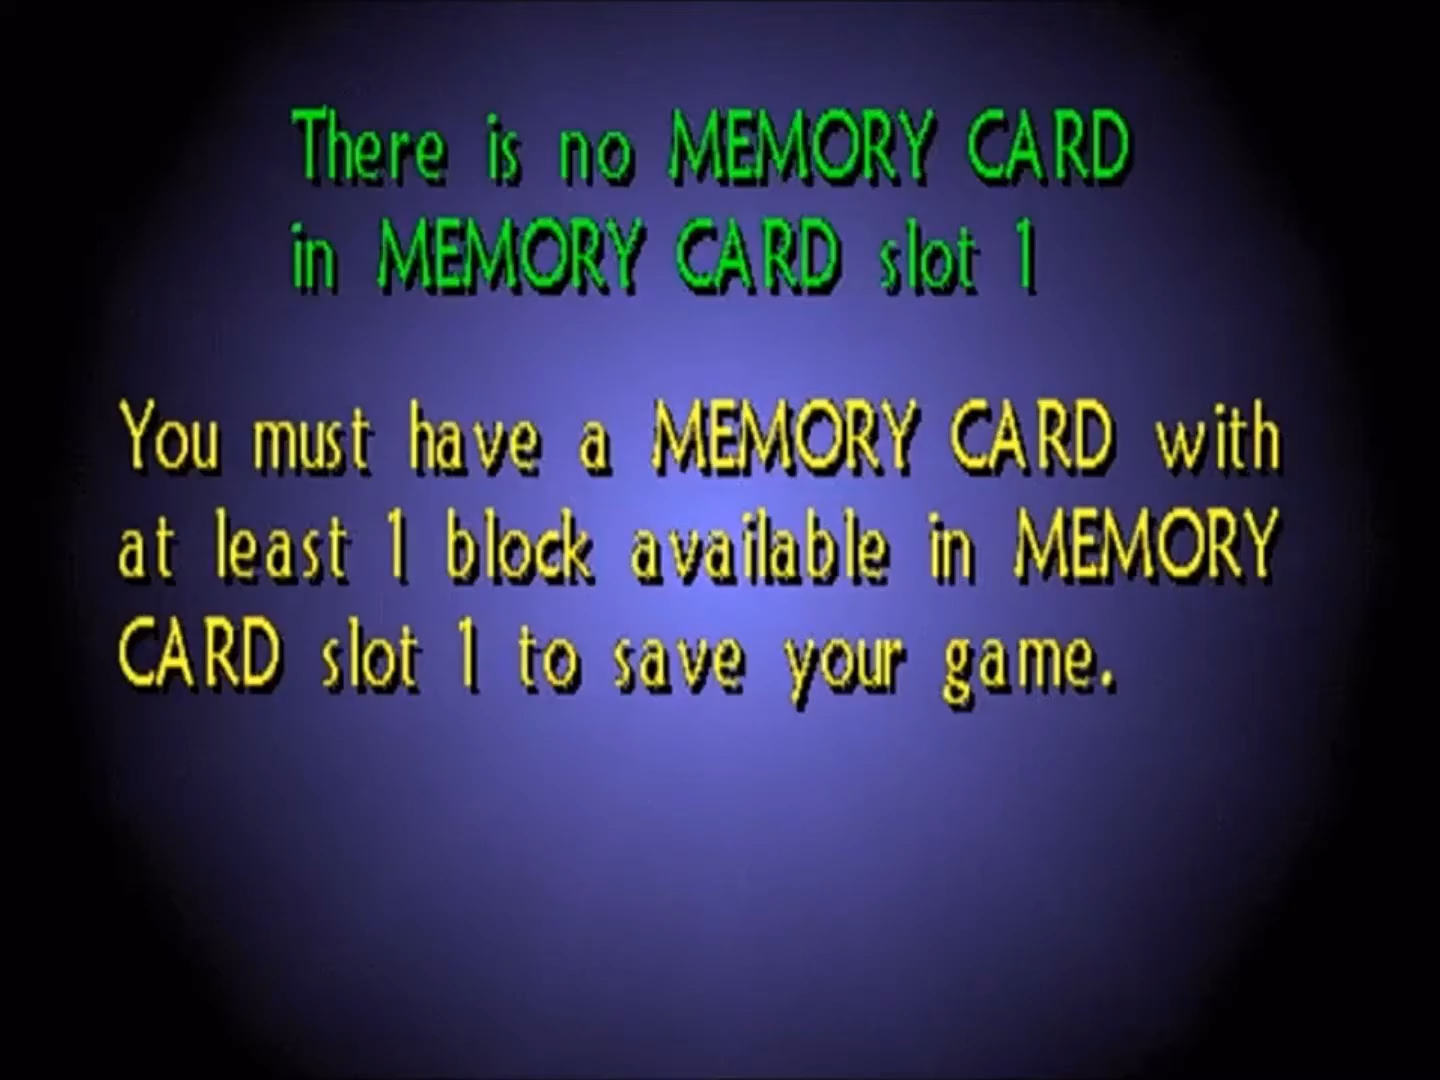 There is no MEMORY CARD
in MEMORY CARD slot 1
You must have a MEMORY CARD with
at least 1 block available in MEMORY
CARD slot 1 to save your game.